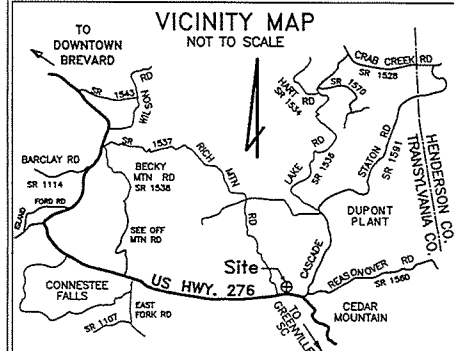 VICINITY MAP
NOT TO SCALE
TO
DOWNTOWN
BREVARD
SR 1543
WILSON
RD
CRAB CREEK RD
SR 1528
HART
RD
SR 1534
SR 1570
SR 1537
RICH
MTN
RD
BARCLAY RD
SR 1114
BECKY
MTN RD
SR 1538
LAKE RD
SR 1536
STATON RD
SR 1591
HENDERSON CO.
TRANSYLVANIA CO.
ISLAND
FORD RD
SEE OFF
MTN RD
DUPONT
PLANT
CASCADE
Site
US HWY. 276
REASONOVER RD
SR 1560
CONNESTEE
FALLS
SR 1107
EAST
FORK RD
CEDAR
MOUNTAIN
TO
GREENVILLE
SC